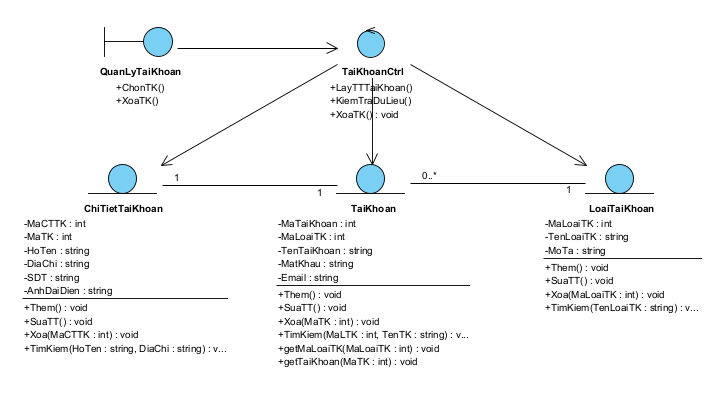 QuanLyTaiKhoan
+ChonTK()
+XoaTK()
TaiKhoanCtrl
+LayTTTaiKhoan()
+KiemTraDuLieu()
+XoaTK() : void
1
1
0..*
1
ChiTietTaiKhoan
-MaCTTK : int
-MaTK : int
-HoTen : string
-DiaChi : string
-SDT : string
-AnhDaiDien : string
+Them() : void
+SuaTT() : void
+Xoa(MaCTTK : int) : void
+TimKiem(HoTen : string, DiaChi : string) : v...
TaiKhoan
-MaTaiKhoan : int
-MaLoaiTK : int
-TenTaiKhoan : string
-MatKhau : string
-Email : string
+Them() : void
+SuaTT() : void
+Xoa(MaTK : int) : void
+TimKiem(MaLTK : int, TenTK : string) : v...
+getMaLoaiTK(MaLoaiTK : int) : void
+getTaiKhoan(MaTK : int) : void
LoaiTaiKhoan
-MaLoaiTK : int
-TenLoaiTK : string
-MoTa : string
+Them() : void
+SuaTT() : void
+Xoa(MaLoaiTK : int) : void
+TimKiem(TenLoaiTK : string) : v...